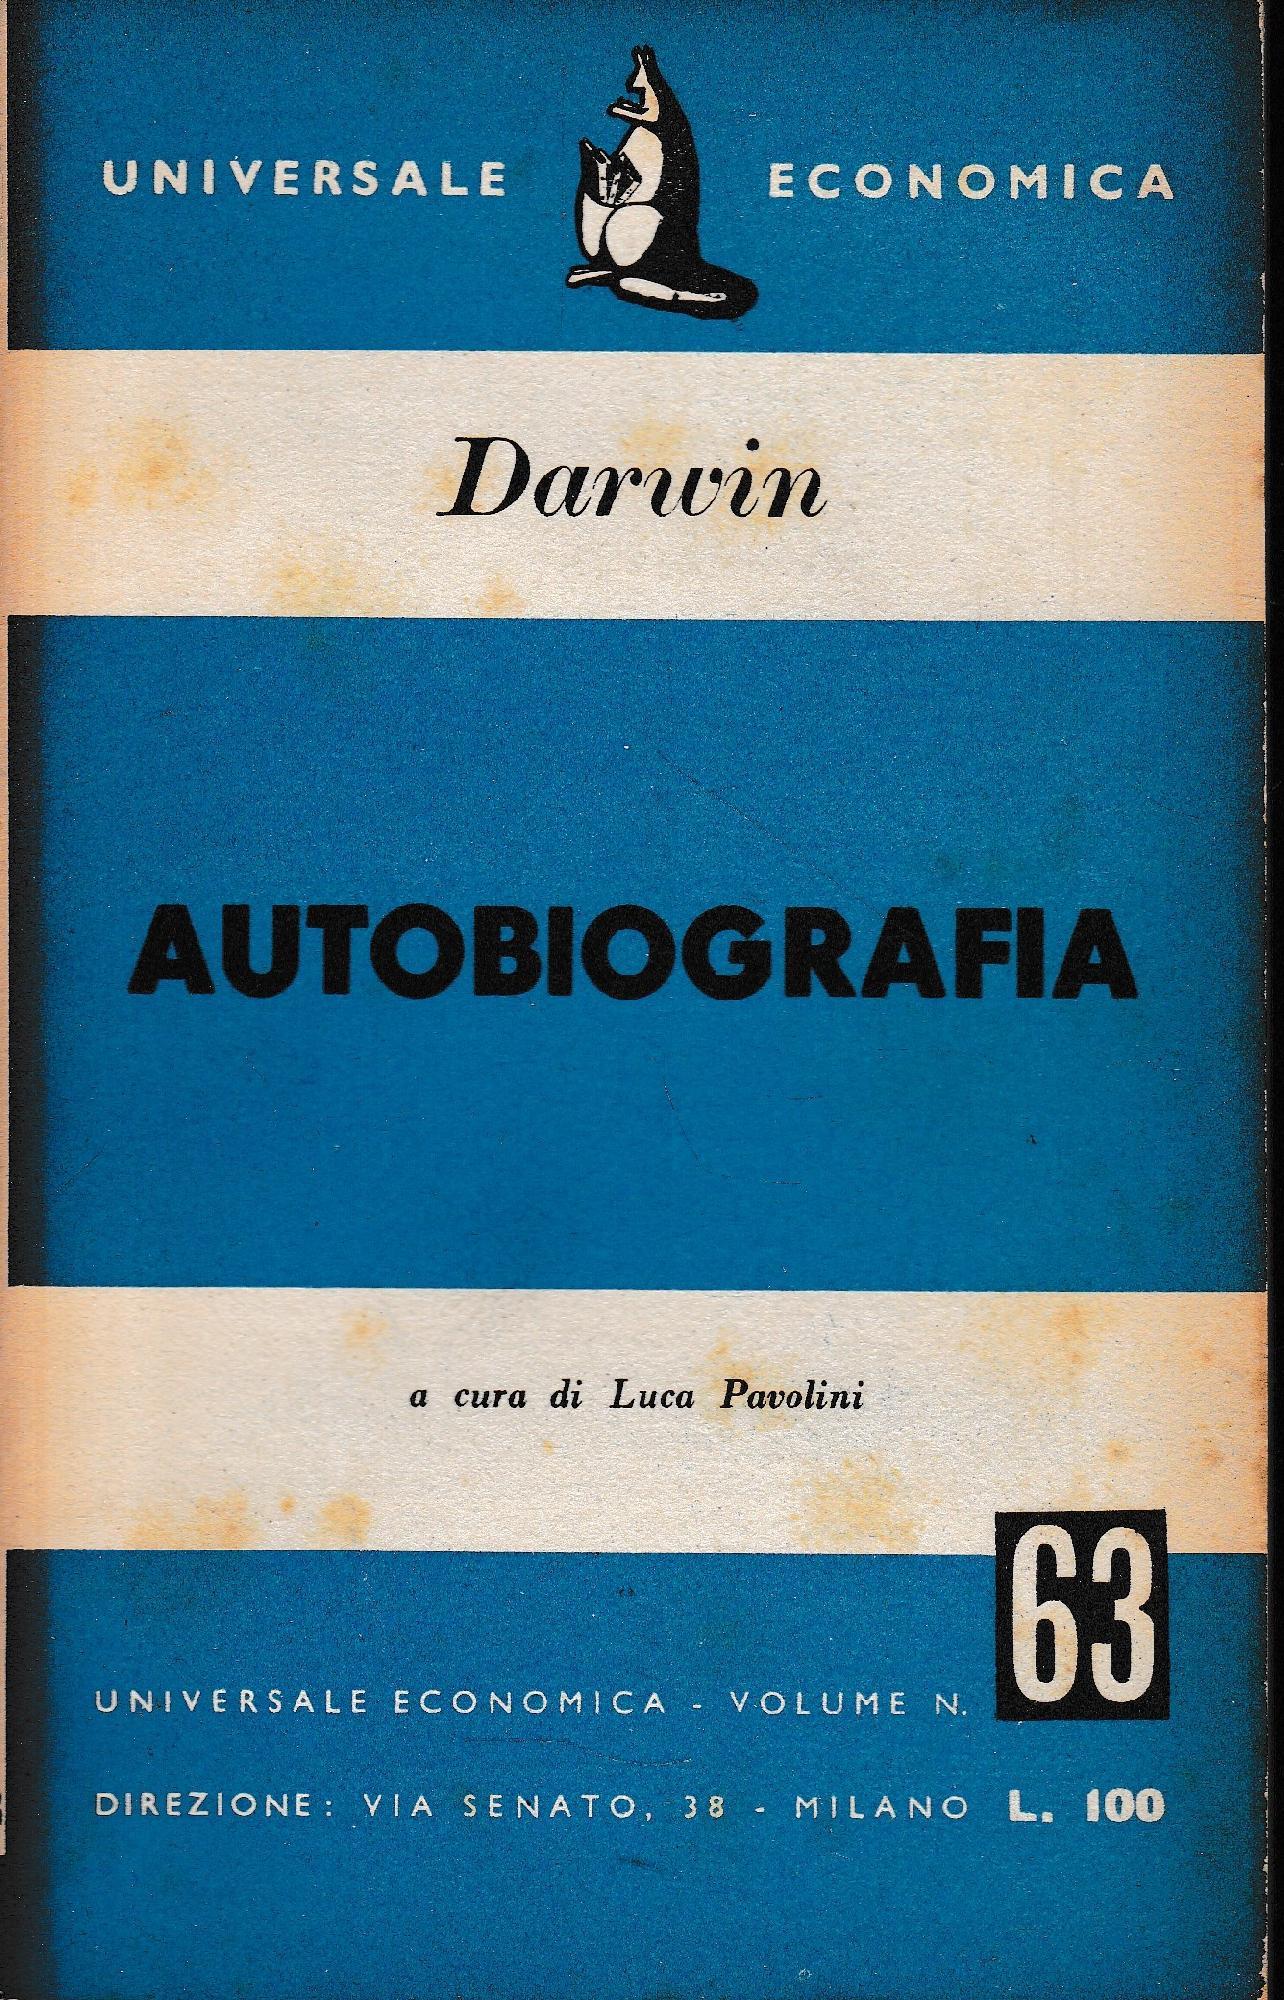 UNIVERSALE ECONOMICA
Darwin
AUTOBIOGRAFIA
a cura di Luca Pavolini
63
UNIVERSALE ECONOMICA - VOLUME N.
DIREZIONE: VIA SENATO, 38 - MILANO L. 100